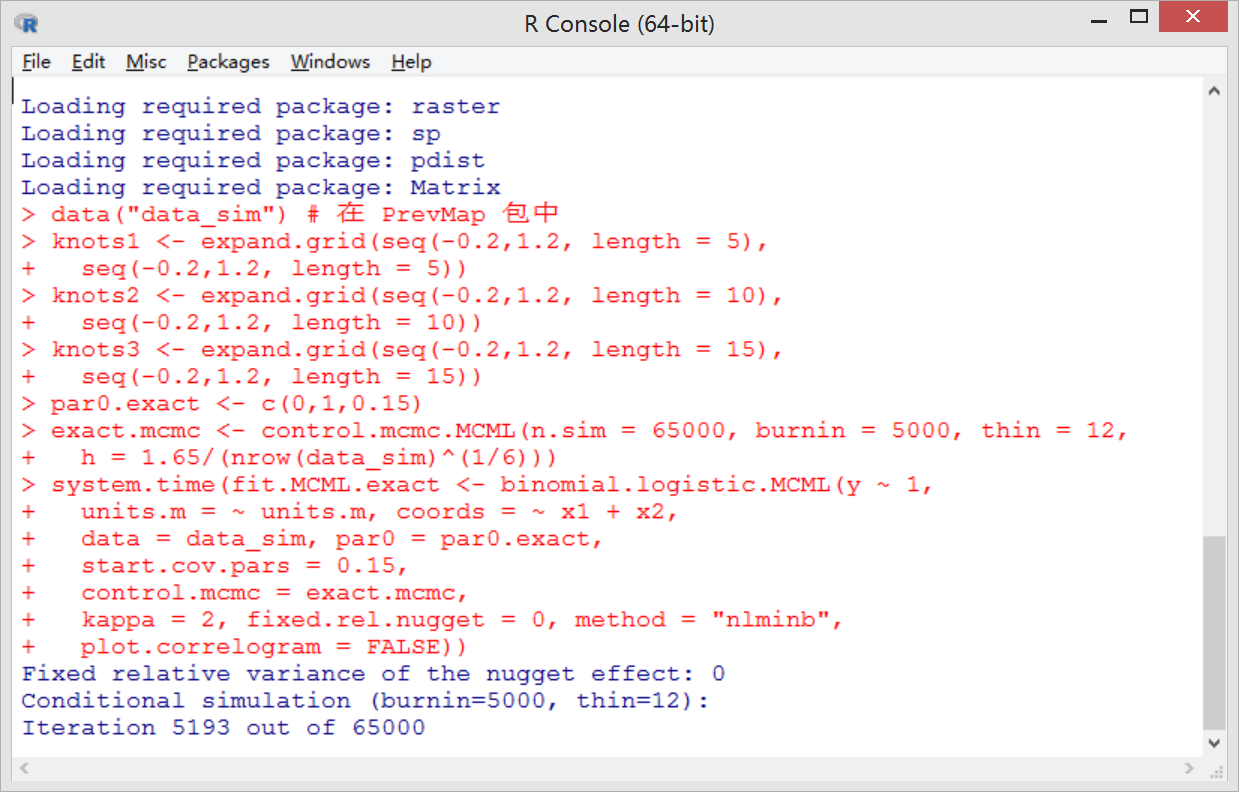 R Console (64-bit)
File Edit Misc Packages Windows Help
Loading required package: raster
Loading required package: sp
Loading required package: pdist
Loading required package: Matrix
> data("data_sim") # 在 PrevMap 包中
> knots1 <- expand.grid(seq(-0.2,1.2, length = 5),
+   seq(-0.2,1.2, length = 5))
> knots2 <- expand.grid(seq(-0.2,1.2, length = 10),
+   seq(-0.2,1.2, length = 10))
> knots3 <- expand.grid(seq(-0.2,1.2, length = 15),
+   seq(-0.2,1.2, length = 15))
> par0.exact <- c(0,1,0.15)
> exact.mcmc <- control.mcmc.MCML(n.sim = 65000, burnin = 5000, thin = 12,
+   h = 1.65/(nrow(data_sim)^(1/6)))
> system.time(fit.MCML.exact <- binomial.logistic.MCML(y ~ 1,
+   units.m = ~ units.m, coords = ~ x1 + x2,
+   data = data_sim, par0 = par0.exact,
+   start.cov.pars = 0.15,
+   control.mcmc = exact.mcmc,
+   kappa = 2, fixed.rel.nugget = 0, method = "nlminb",
+   plot.correlogram = FALSE))
Fixed relative variance of the nugget effect: 0
Conditional simulation (burnin=5000, thin=12):
Iteration 5193 out of 65000